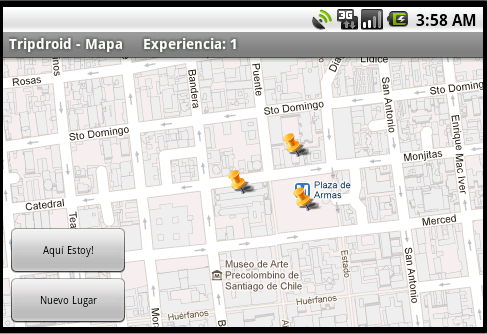 3G
3:58 AM
Tripdroid - Mapa Experiencia: 1
Rosas
Bandera
Puente
Lídice
San Antonio
Sto Domingo
Sto Domingo
Enrique Mac Iver
Monjitas
Plaza de
Armas
Catedral
Merced
Aquí Estoy!
Museo de Arte
Precolombino de
Santiago de Chile
Estado
San Antonio
Nuevo Lugar
Huérfanos
Huérfanos